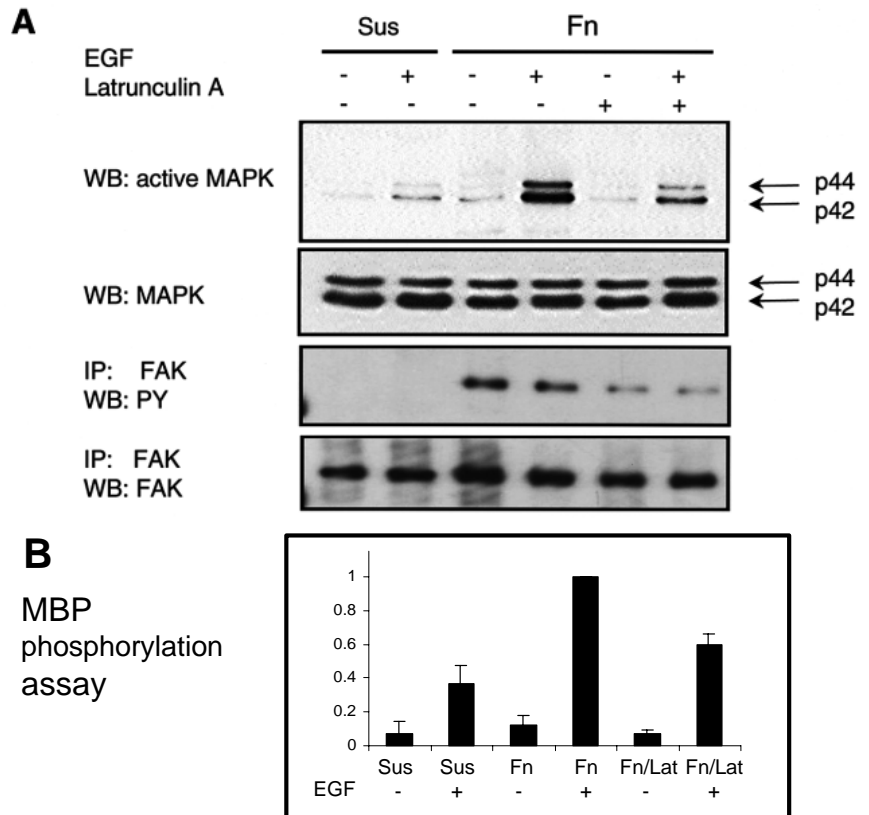 A
Sus Fn
EGF - + - + - +
Latrunculin A - - - - + +
WB: active MAPK
p44
p42
WB: MAPK
p44
p42
IP: FAK
WB: PY
IP: FAK
WB: FAK
B
MBP
phosphorylation
assay
1
0.8
0.6
0.4
0.2
0
Sus Sus Fn Fn Fn/Lat Fn/Lat
EGF - + - + - +